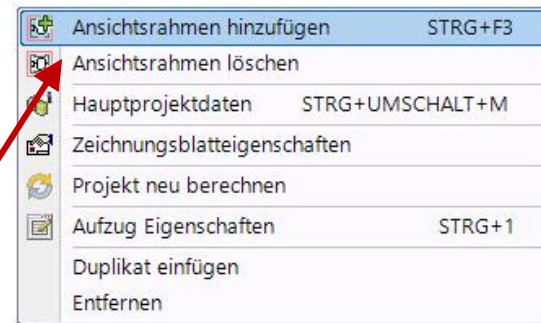 Ansichtsrahmen hinzufügen STRG+F3
Ansichtsrahmen löschen
Hauptprojektdaten STRG+UMSCHALT+M
Zeichnungsblatteigenschaften
Projekt neu berechnen
Aufzug Eigenschaften STRG+1
Duplikat einfügen
Entfernen